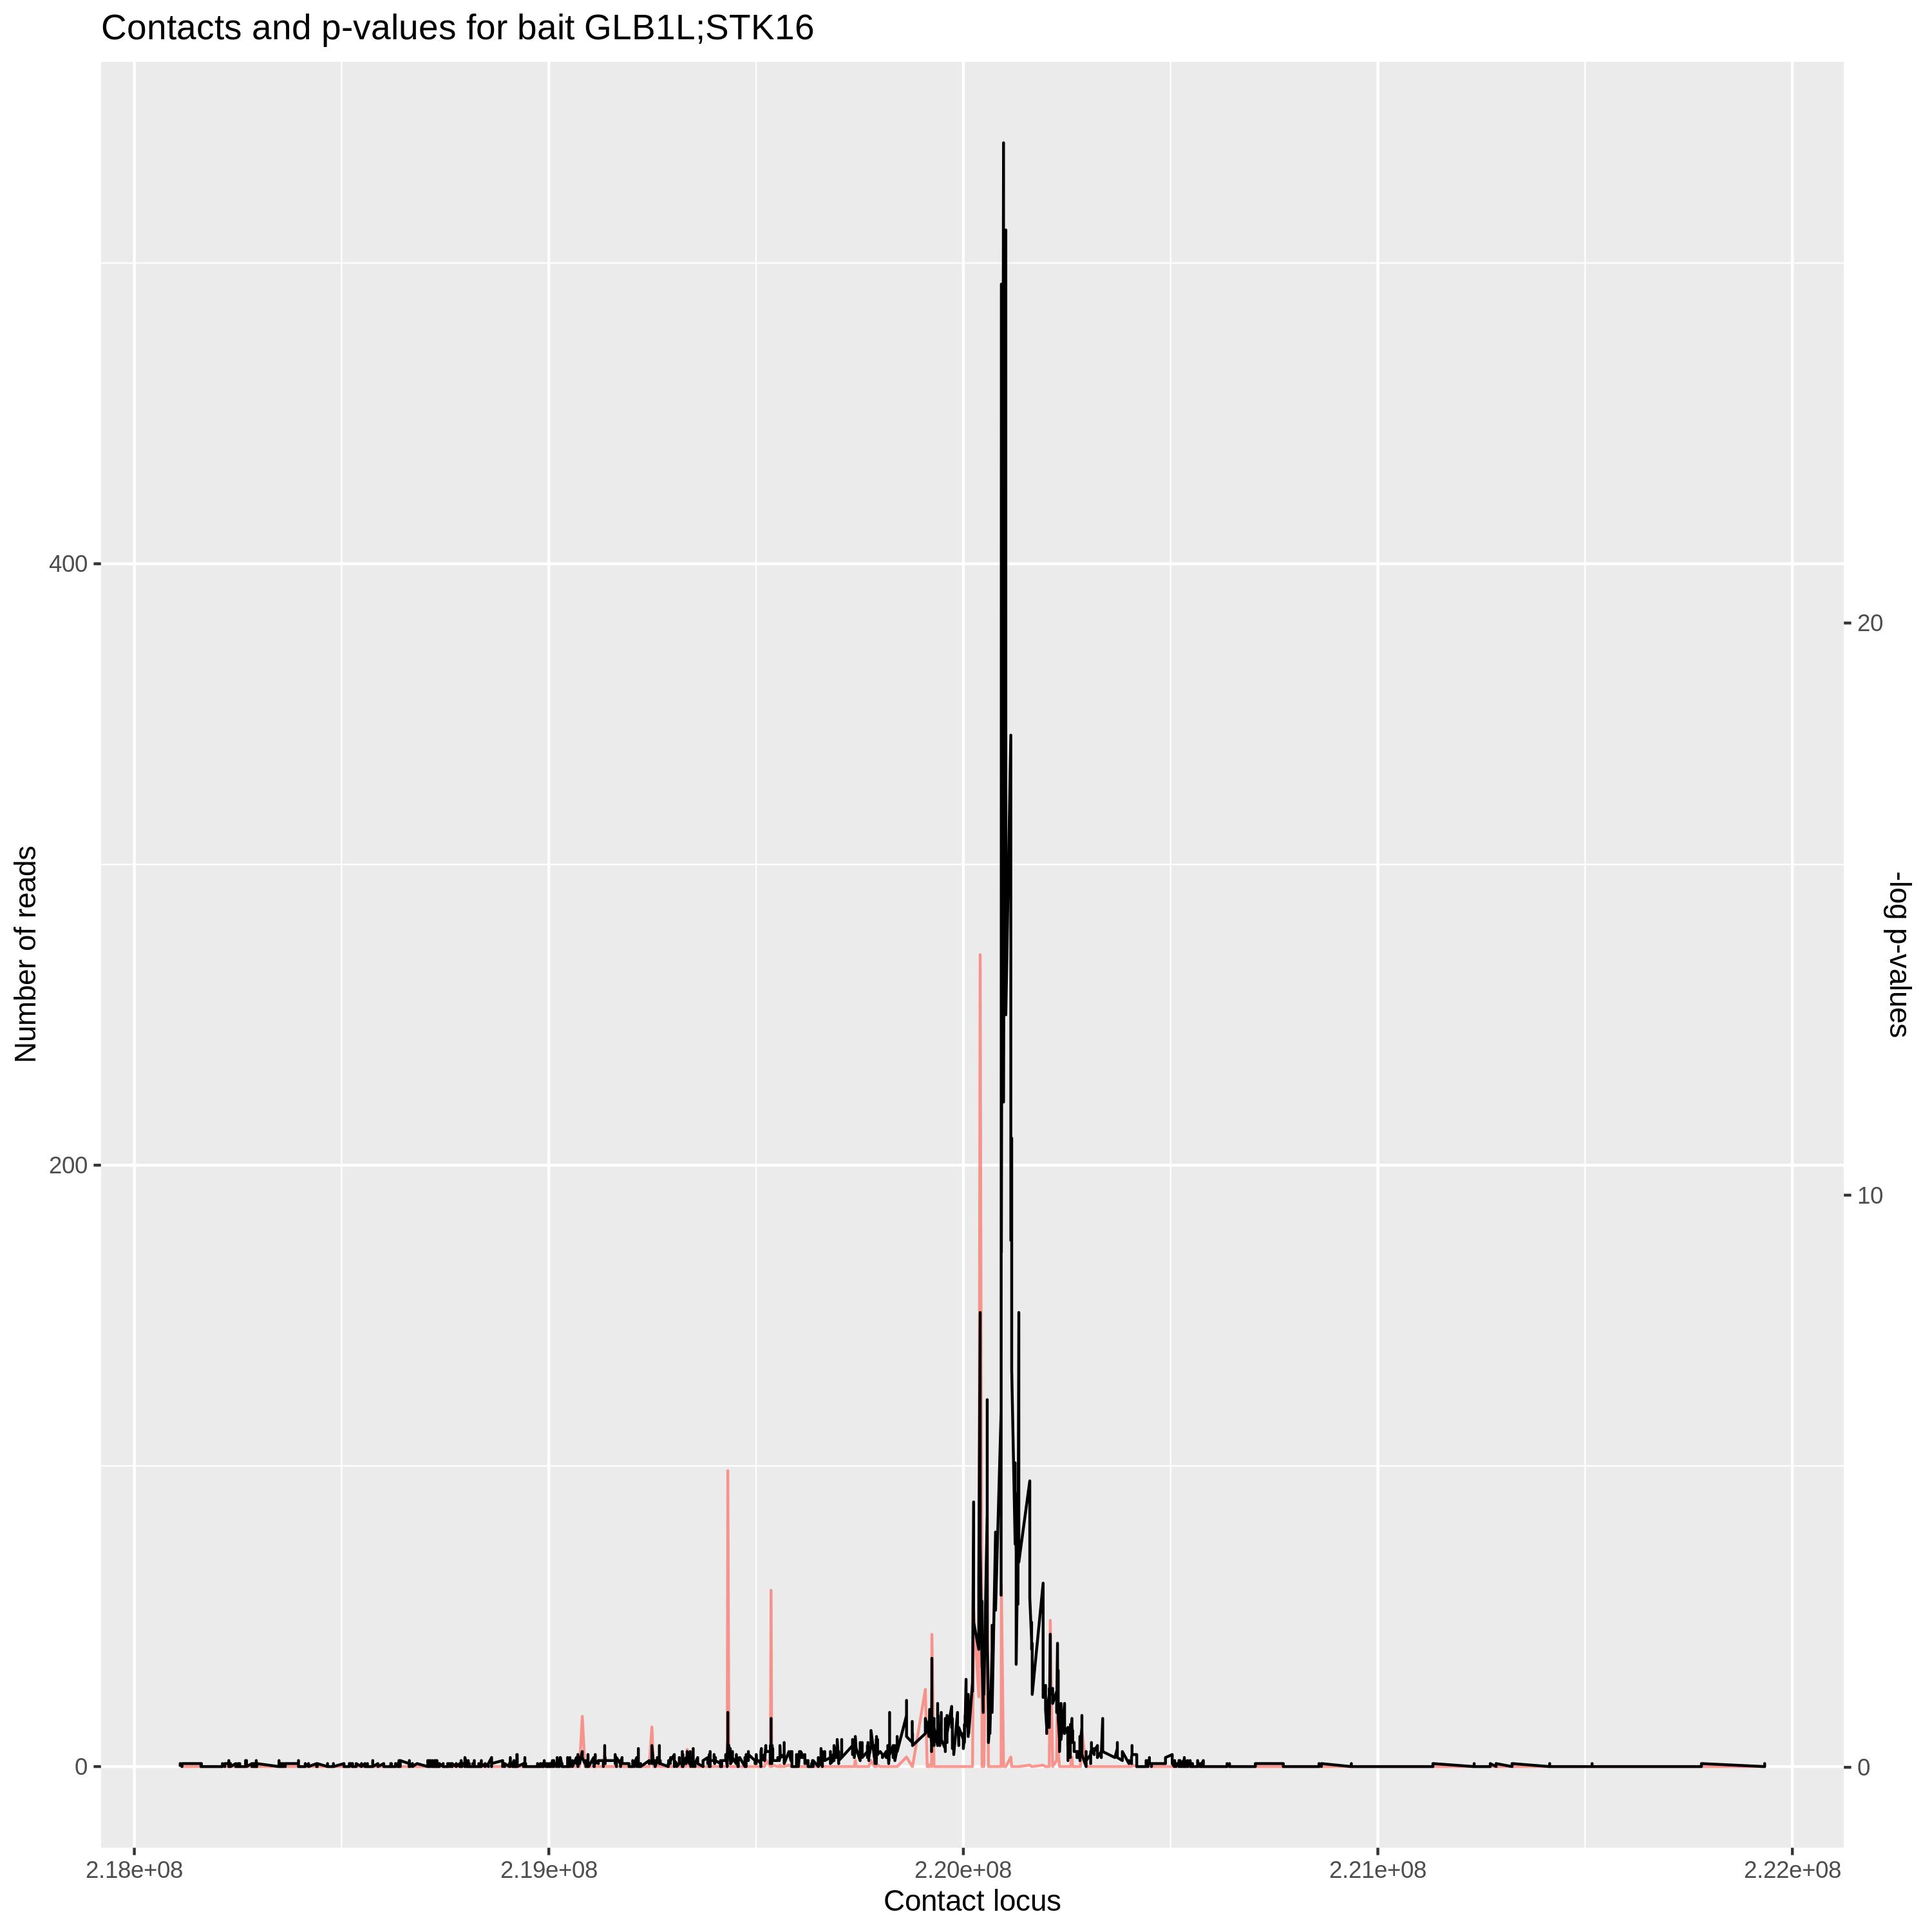 Contacts and p-values for bait GLB1L;STK16
Number of reads
400
200
0
20
10
0
-log p-values
2.18e+08
2.19e+08
2.20e+08
2.21e+08
2.22e+08
Contact locus